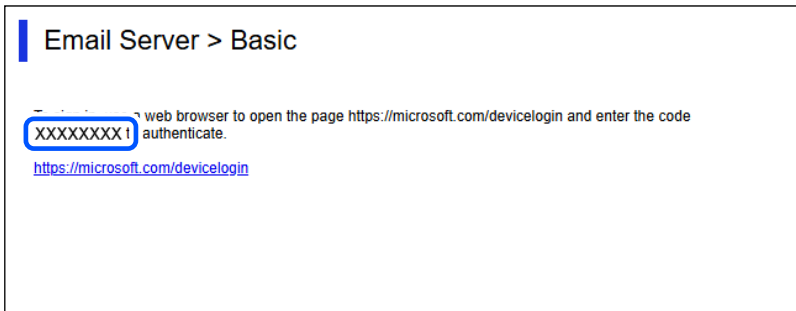 Email Server > Basic
web browser to open the page https://microsoft.com/devicelogin and enter the code
XXXXXXXX t authenticate.
https://microsoft.com/devicelogin